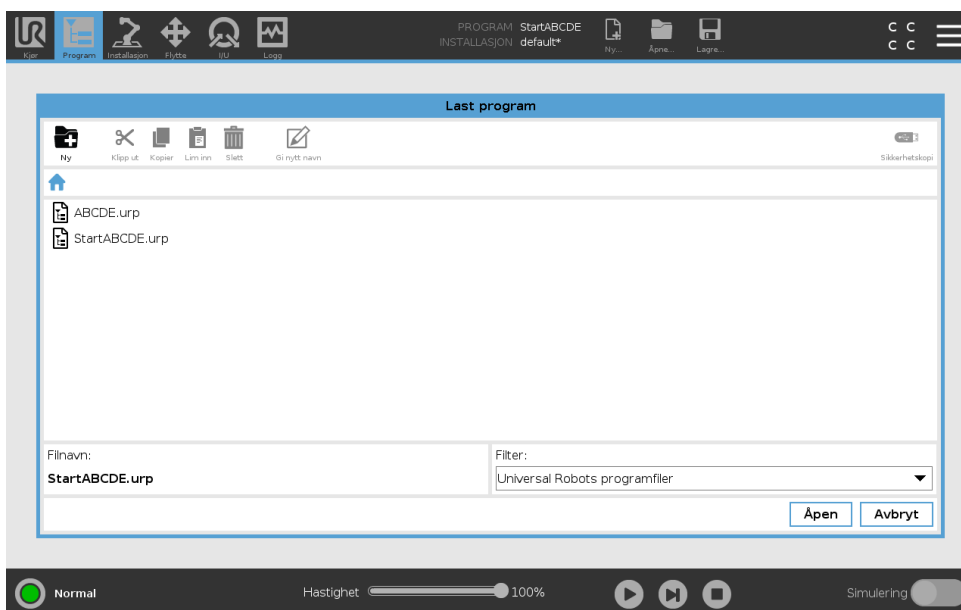 PROGRAM StartABCDE
INSTALLASJON default*
C C
C C
Kjør Program Installasjon Flytte I/U Logg Ny... Åpne... Lagre...
Last program
Ny Klipp ut Kopier Lim inn Slett Gi nytt navn Sikkerhetskopi
ABCDE.urp
StartABCDE.urp
Filnavn: Filter:
StartABCDE.urp Universal Robots programfiler
Åpen Avbryt
Normal Hastighet 100% Simulering